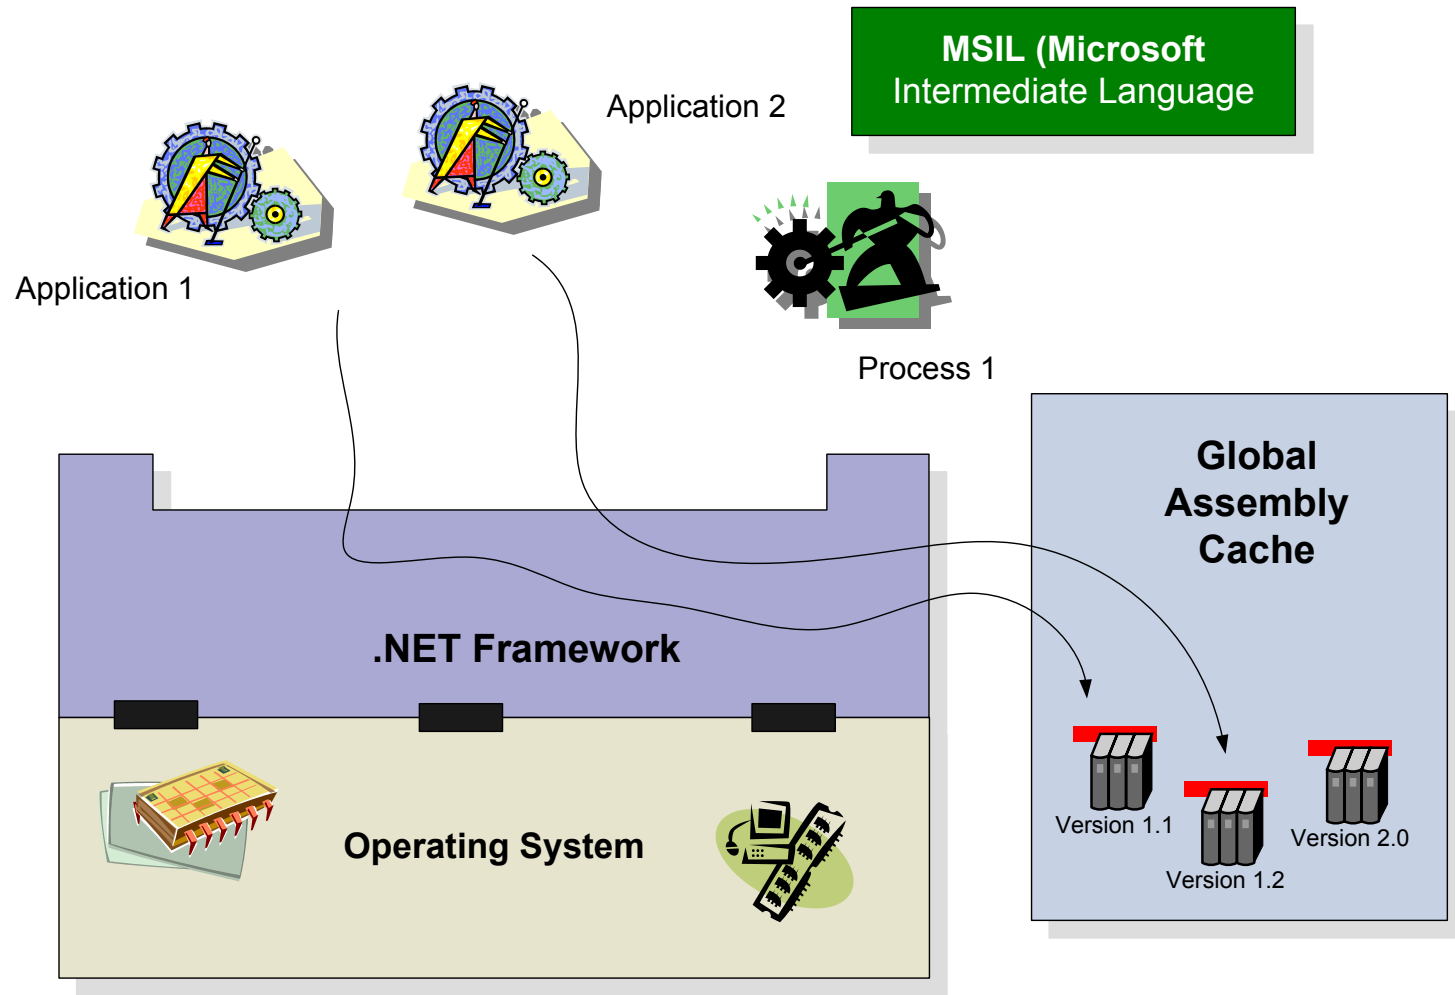 MSIL (Microsoft
Intermediate Language
Application 2
Application 1
Process 1
Global
Assembly
Cache
.NET Framework
Operating System
Version 1.1
Version 1.2
Version 2.0